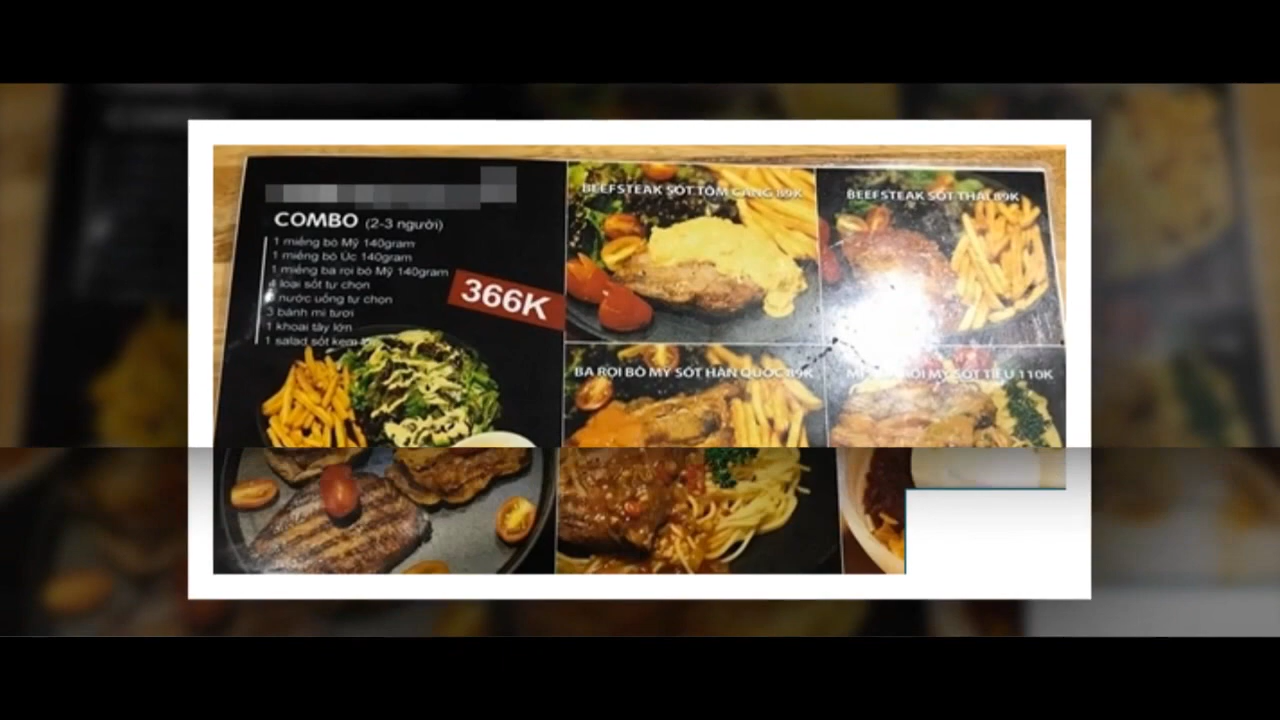 COMBO (2-3 người)
1 miếng bò Mỹ 140gram
1 miếng bò Úc 140gram
1 miếng ba rọi bò Mỹ 140gram
loại sốt tự chọn
nước uống tự chọn
3 bánh mì tươi
1 khoai tây lớn
1 salad sốt kem
366K
BEEFSTEAK SỐT TÔM CÀNG 89K
BEEFSTEAK SỐT THÁI 89K
BA RỌI BÒ MỸ SỐT HÀN QUỐC 89K
MỸ SỐT TIÊU 110K